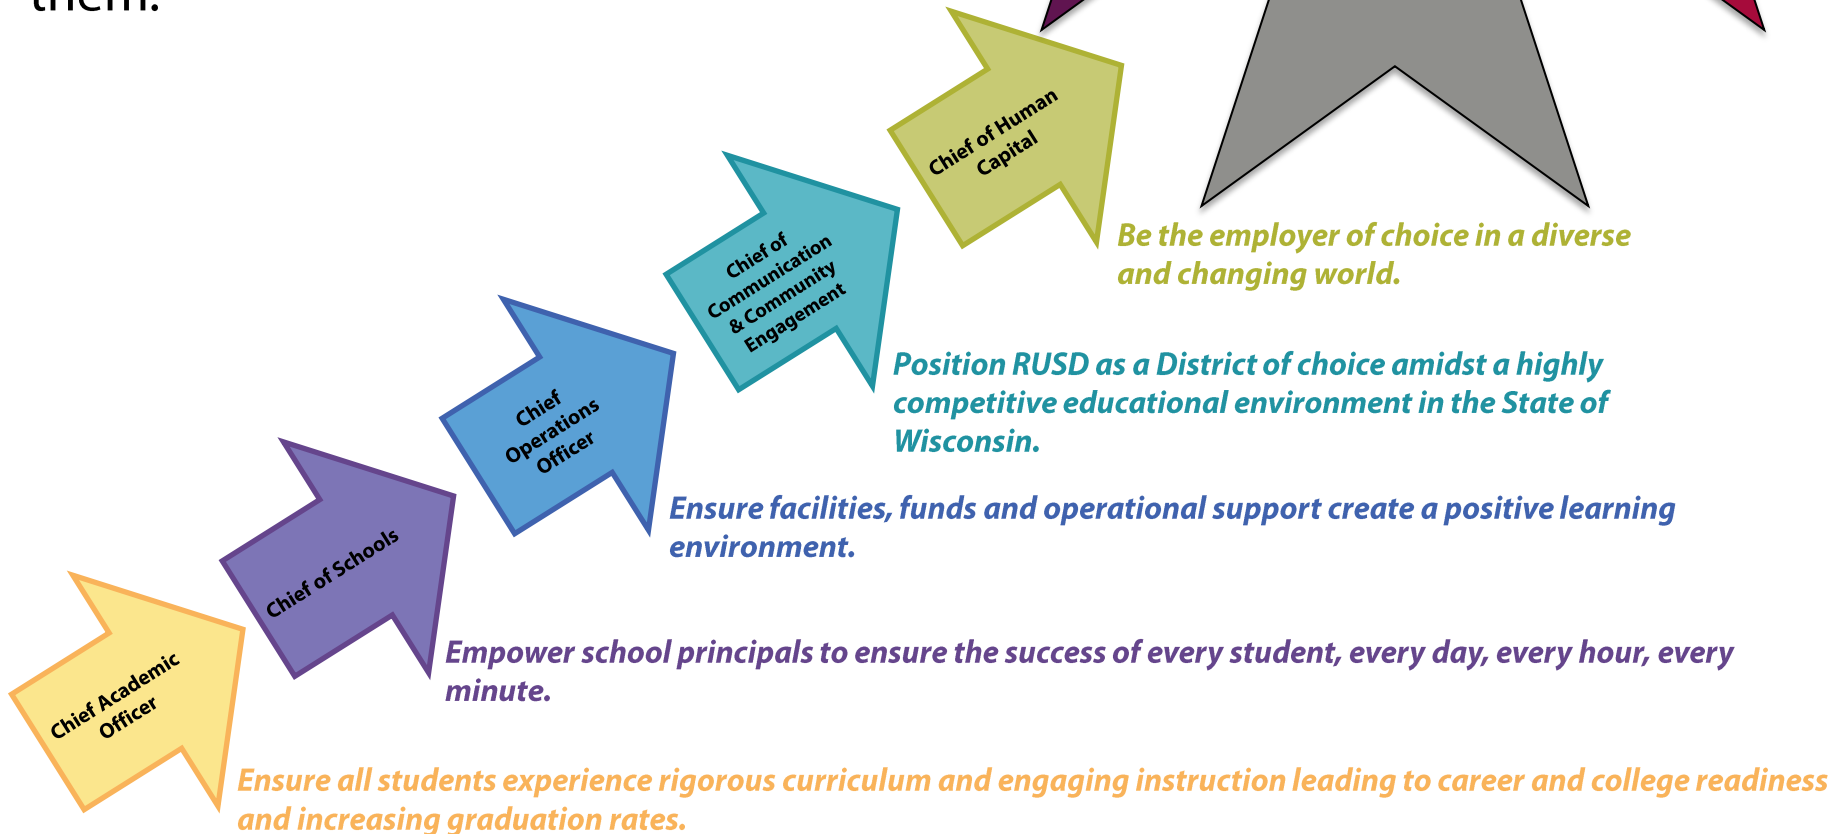 them.
Chief of Human
Capital
Be the employer of choice in a diverse
and changing world.
Chief of
Communication
& Community
Engagement
Position RUSD as a District of choice amidst a highly
competitive educational environment in the State of
Wisconsin.
Chief
Operations
Officer
Ensure facilities, funds and operational support create a positive learning
environment.
Chief of Schools
Empower school principals to ensure the success of every student, every day, every hour, every
minute.
Chief Academic
Officer
Ensure all students experience rigorous curriculum and engaging instruction leading to career and college readiness
and increasing graduation rates.